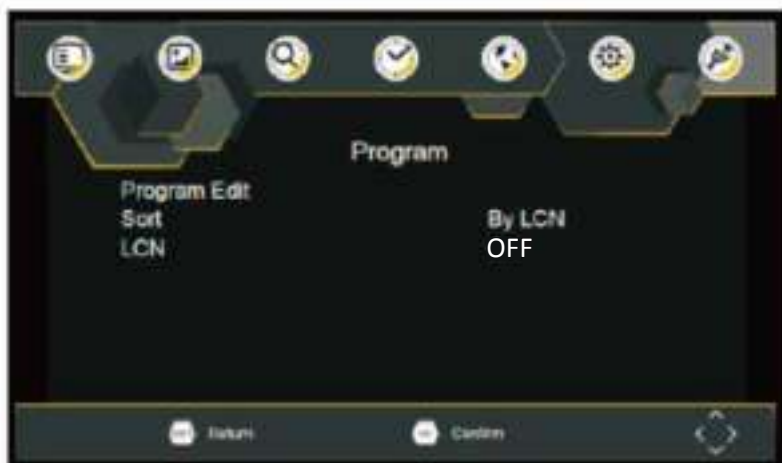 Program
Program Edit
Sort By LCN
LCN OFF
Return
Confirm